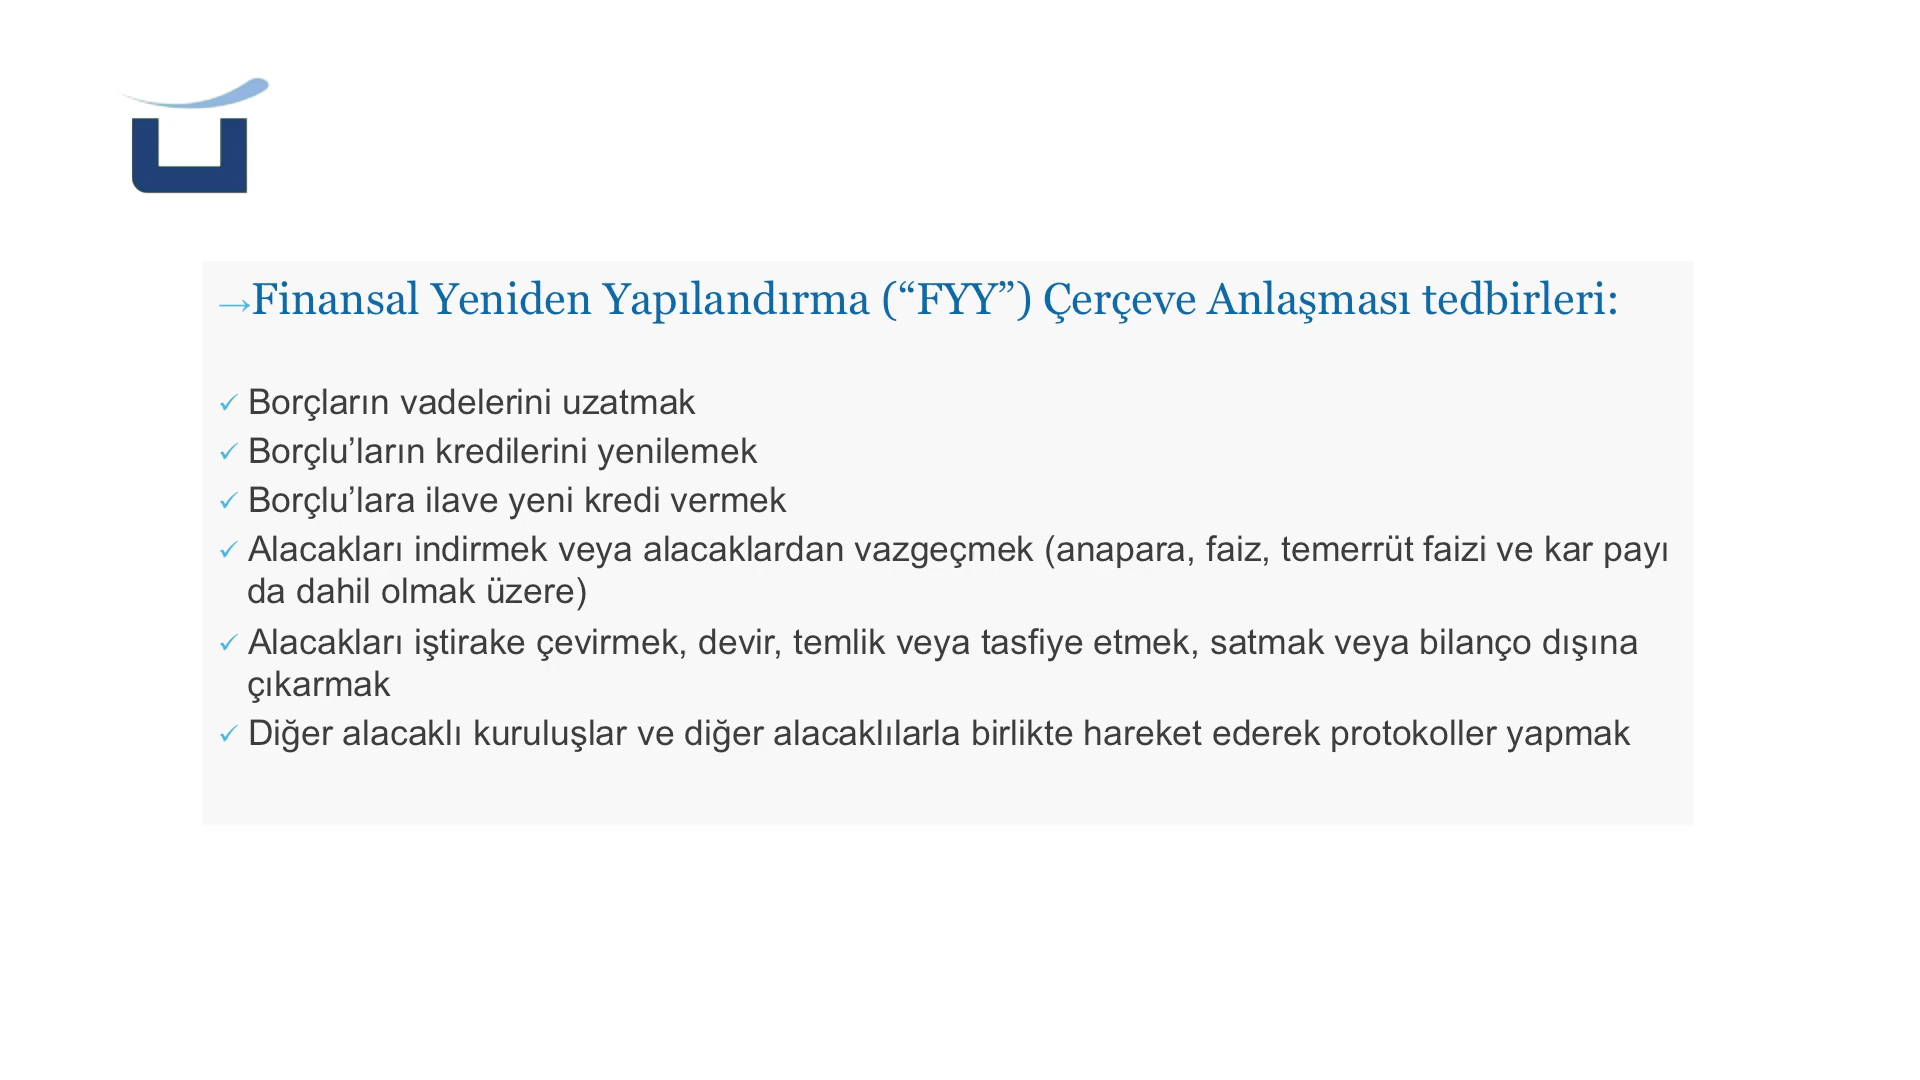 →Finansal Yeniden Yapılandırma (“FYY”) Çerçeve Anlaşması tedbirleri:
✓ Borçların vadelerini uzatmak
✓ Borçlu’ların kredilerini yenilemek
✓ Borçlu’lara ilave yeni kredi vermek
✓ Alacakları indirmek veya alacaklardan vazgeçmek (anapara, faiz, temerrüt faizi ve kar payı
da dahil olmak üzere)
✓ Alacakları iştirake çevirmek, devir, temlik veya tasfiye etmek, satmak veya bilanço dışına
çıkarmak
✓ Diğer alacaklı kuruluşlar ve diğer alacaklılarla birlikte hareket ederek protokoller yapmak